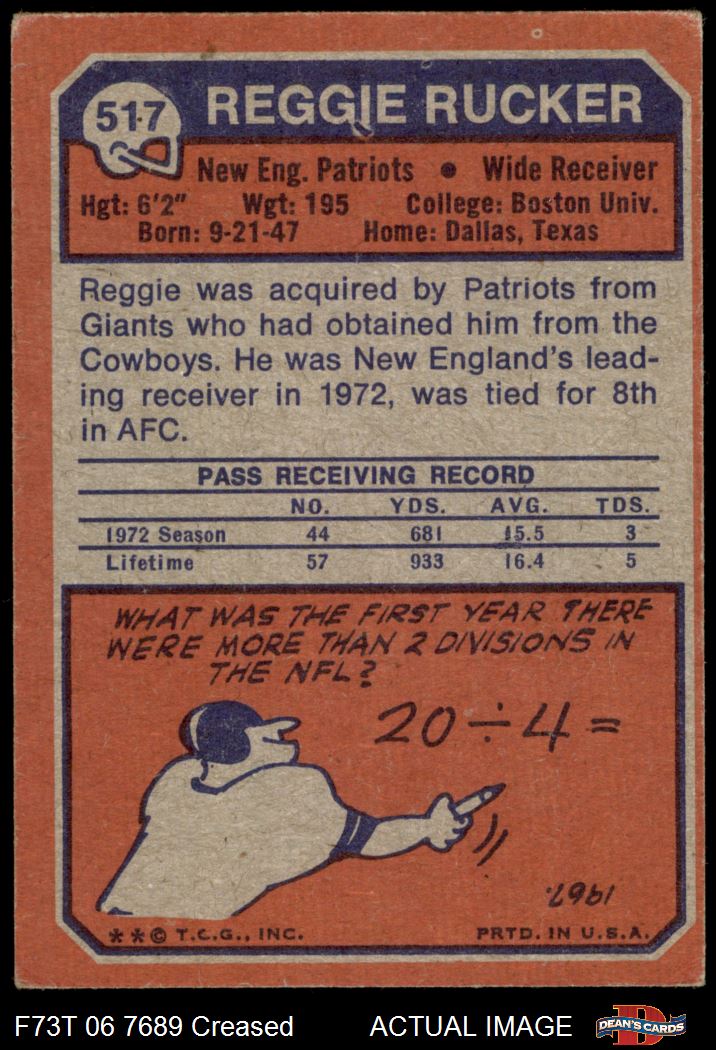 517
REGGIE RUCKER
New Eng. Patriots • Wide Receiver
Hgt: 6'2" Wgt: 195 College: Boston Univ.
Born: 9-21-47 Home: Dallas, Texas
Reggie was acquired by Patriots from
Giants who had obtained him from the
Cowboys. He was New England's lead-
ing receiver in 1972, was tied for 8th
in AFC.
PASS RECEIVING RECORD
NO. YDS. AVG. TDS.
1972 Season 44 681 15.5 3
Lifetime 57 933 16.4 5
WHAT WAS THE FIRST YEAR THERE
WERE MORE THAN 2 DIVISIONS IN
THE NFL?
20 ÷ 4 =
1967.
**© T.C.G., INC. PRTD. IN U.S.A.
F73T 06 7689 Creased ACTUAL IMAGE
D
DEAN'S CARDS